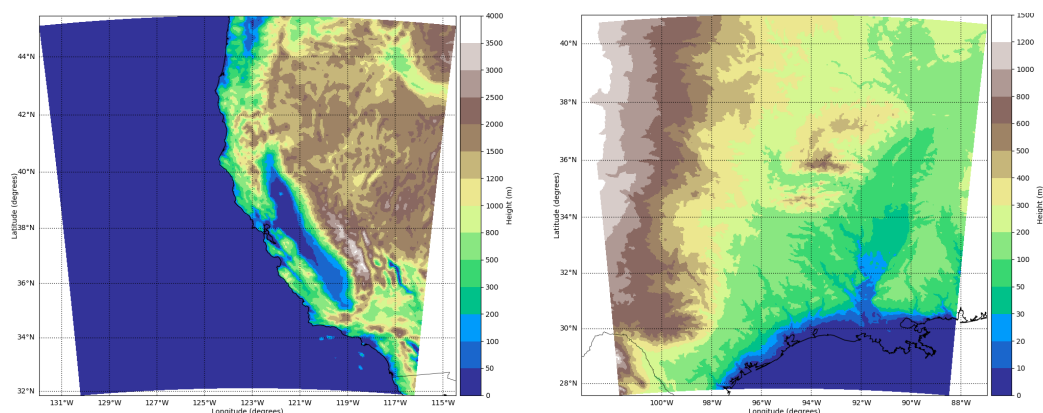 44°N
42°N
40°N
38°N
36°N
34°N
32°N
Latitude (degrees)
131°W 129°W 127°W 125°W 123°W 121°W 119°W 117°W 115°W
Longitude (degrees)
4000
3500
3000
2500
2000
1500
1200
1000
800
500
300
200
100
50
0
Height (m)
40°N
38°N
36°N
34°N
32°N
30°N
28°N
Latitude (degrees)
100°W 98°W 96°W 94°W 92°W 90°W 88°W
Longitude (degrees)
1500
1200
1000
800
600
500
400
300
200
100
50
30
20
10
0
Height (m)